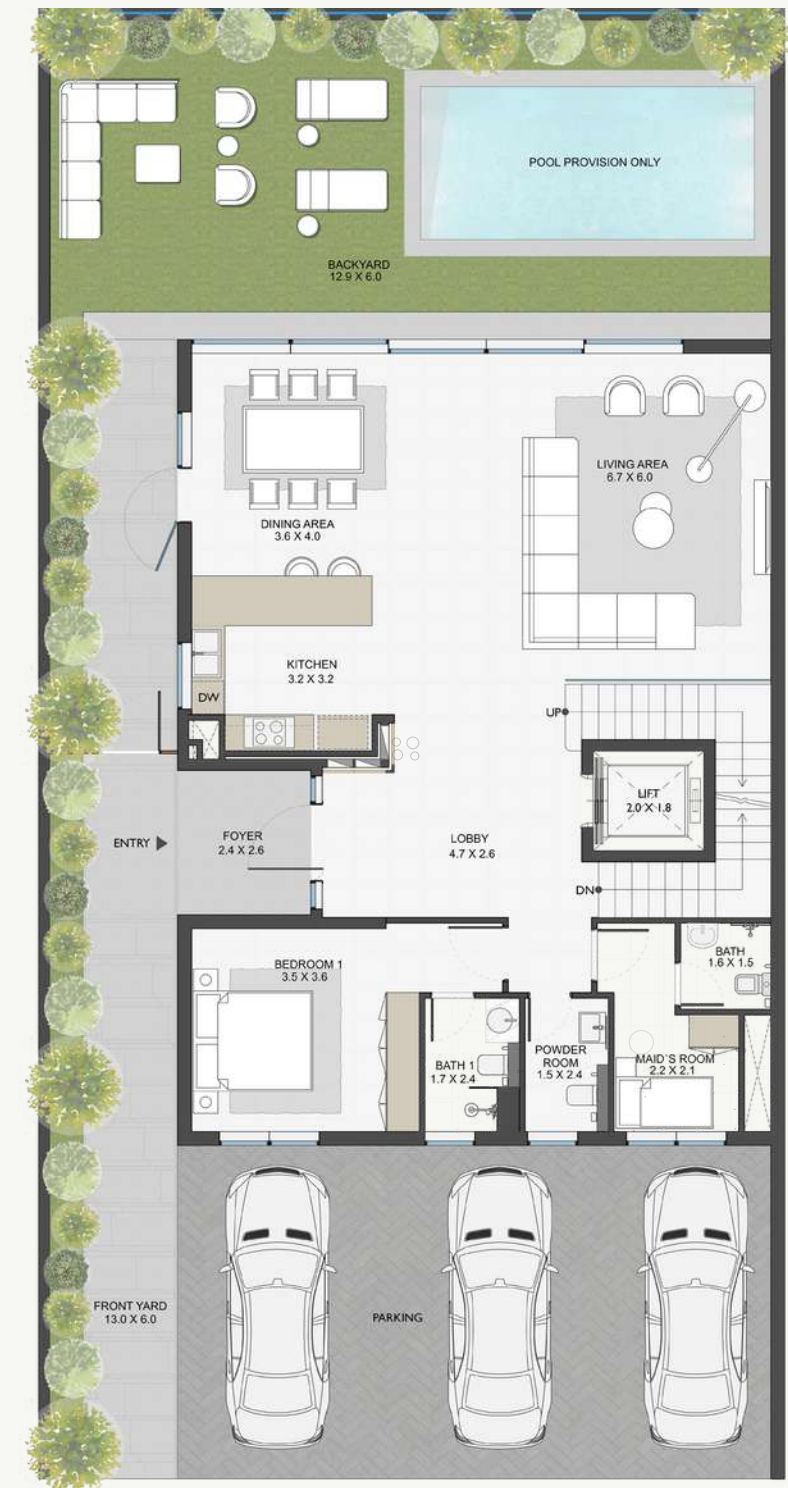 POOL PROVISION ONLY
BACKYARD
12.9 X 6.0
LIVING AREA
6.7 X 6.0
DINING AREA
3.6 X 4.0
KITCHEN
3.2 X 3.2
DW
UP
LIFT
2.0 X 1.8
ENTRY
FOYER
2.4 X 2.6
LOBBY
4.7 X 2.6
DN
BATH
1.6 X 1.5
BEDROOM 1
3.5 X 3.6
BATH 1
1.7 X 2.4
POWDER
ROOM
1.5 X 2.4
MAID`S ROOM
2.2 X 2.1
FRONT YARD
13.0 X 6.0
PARKING